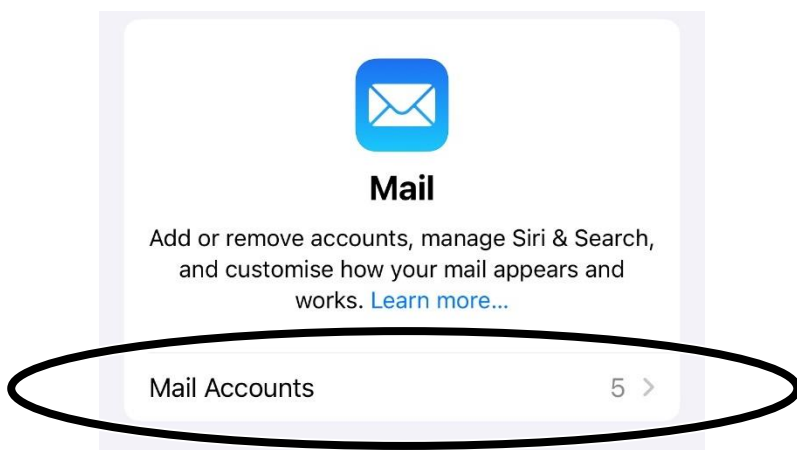 Mail
Add or remove accounts, manage Siri & Search,
and customise how your mail appears and
works. Learn more...
Mail Accounts 5